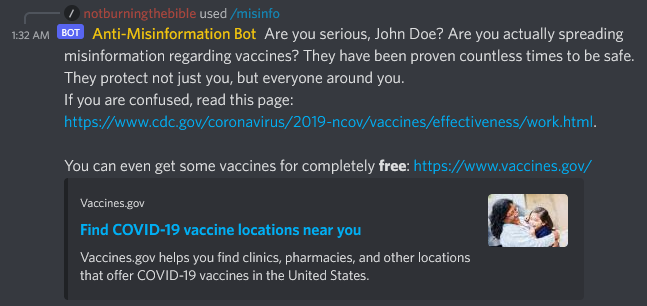 / notburningthebible used /misinfo
1:32 AM BOT Anti-Misinformation Bot Are you serious, John Doe? Are you actually spreading
misinformation regarding vaccines? They have been proven countless times to be safe.
They protect not just you, but everyone around you.
If you are confused, read this page:
https://www.cdc.gov/coronavirus/2019-ncov/vaccines/effectiveness/work.html.
You can even get some vaccines for completely free: https://www.vaccines.gov/
Vaccines.gov
Find COVID-19 vaccine locations near you
Vaccines.gov helps you find clinics, pharmacies, and other locations
that offer COVID-19 vaccines in the United States.